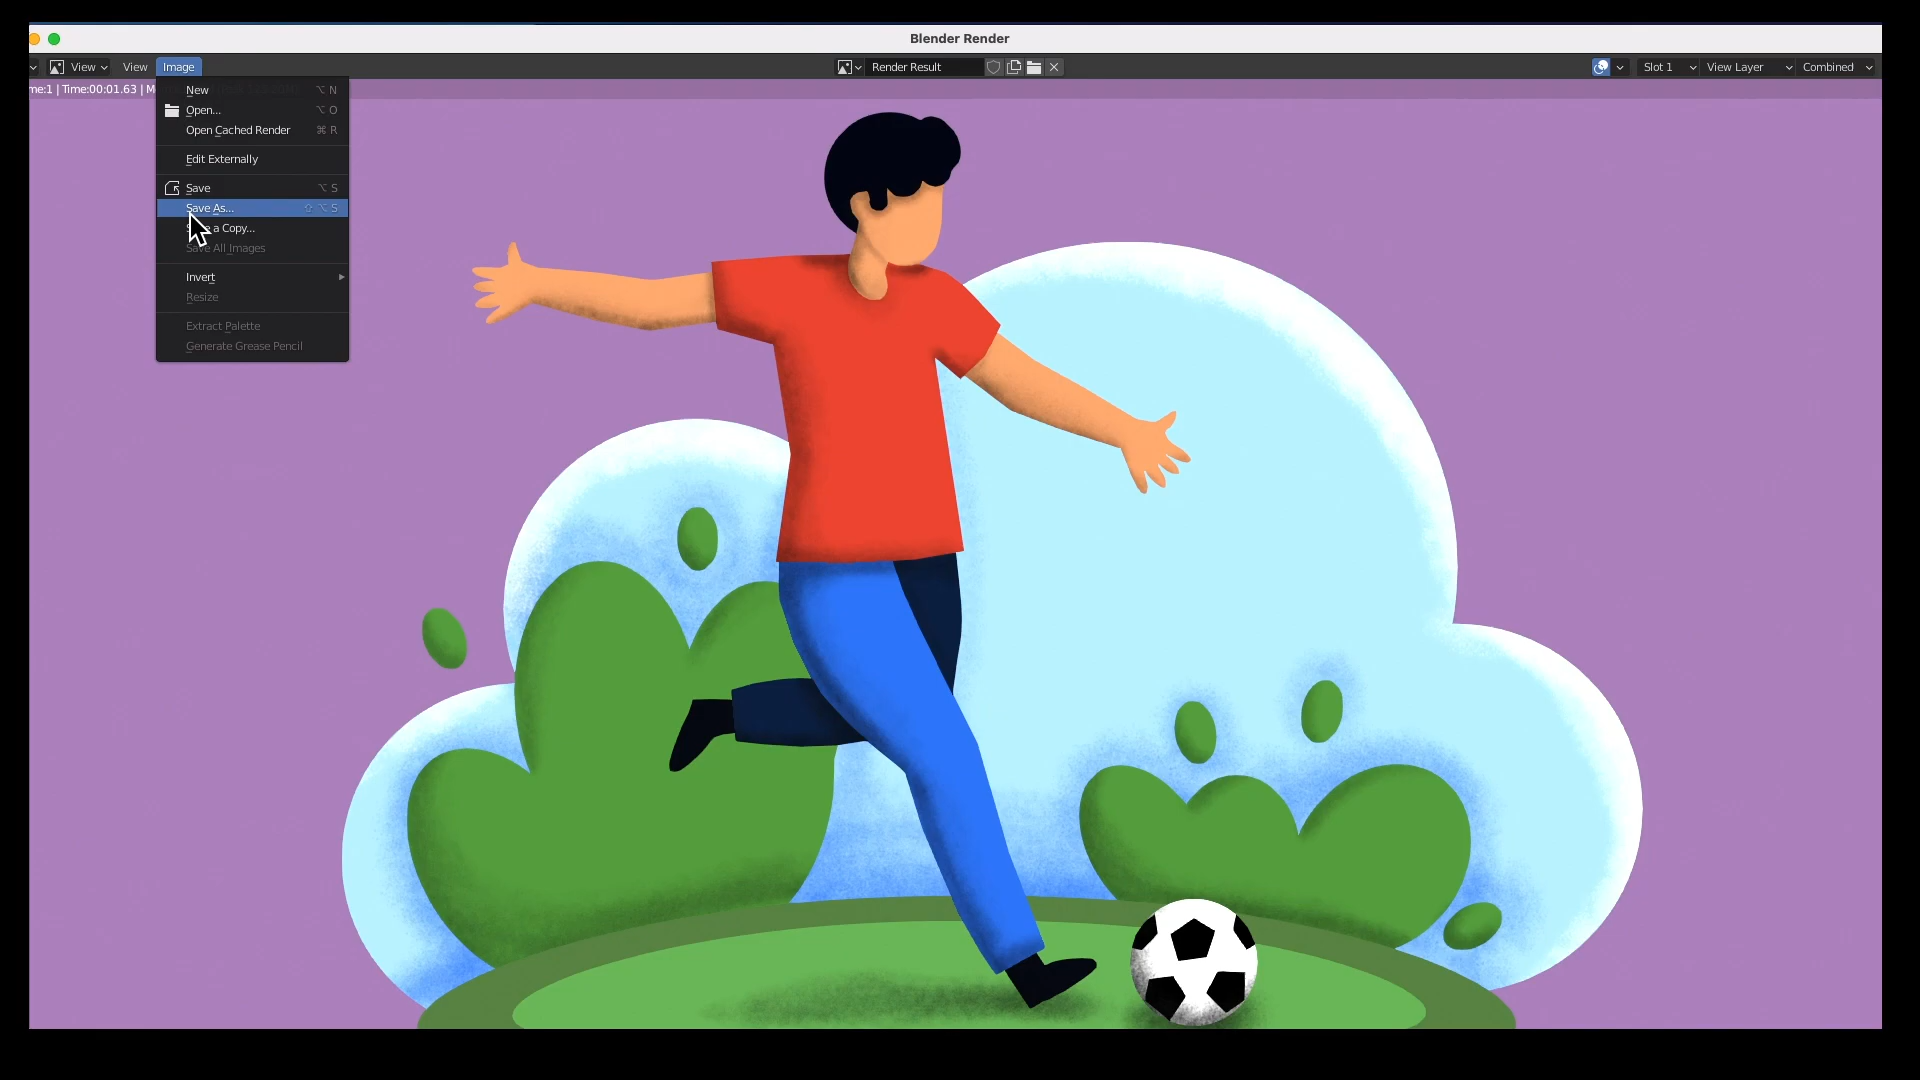 Blender Render
View View Image Render Result Slot 1 View Layer Combined
me:1 | Time:00:01.63 | M
New ⌥ N
Open... ⌥ O
Open Cached Render ⌘ R
Edit Externally
Save ⌥ S
Save As... ⇧ ⌥ S
a Copy...
Save All Images
Invert
Resize
Extract Palette
Generate Grease Pencil